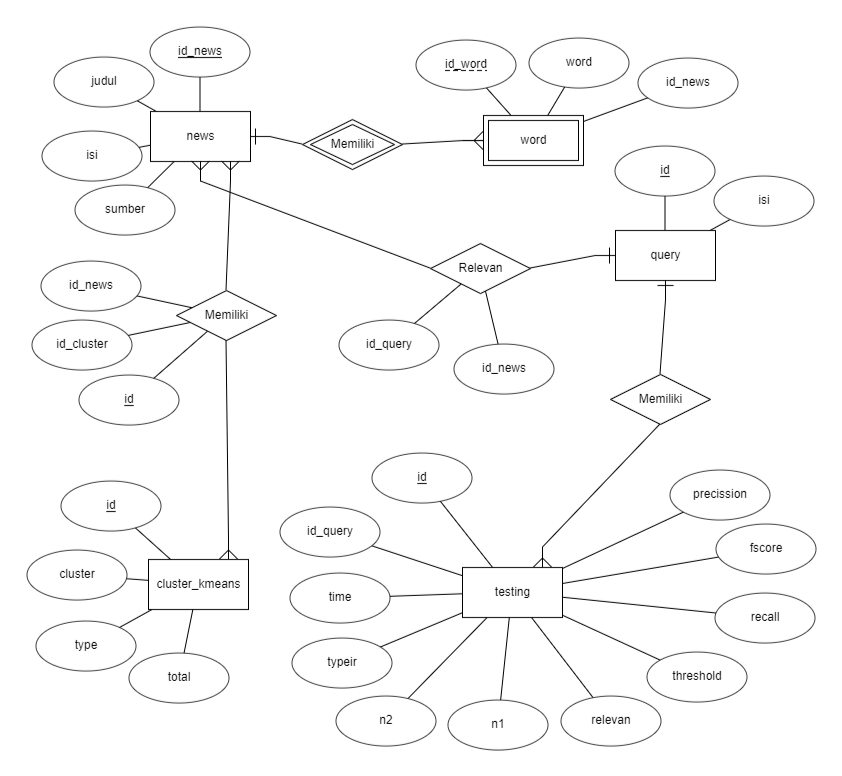 id_news
judul
id_word
word
id_news
news
Memiliki
word
isi
id
isi
sumber
query
Relevan
id_news
Memiliki
id_cluster
id_query
id_news
id
Memiliki
id
id
precission
id_query
fscore
cluster
cluster_kmeans
testing
time
recall
type
typeir
total
threshold
n2
n1
relevan